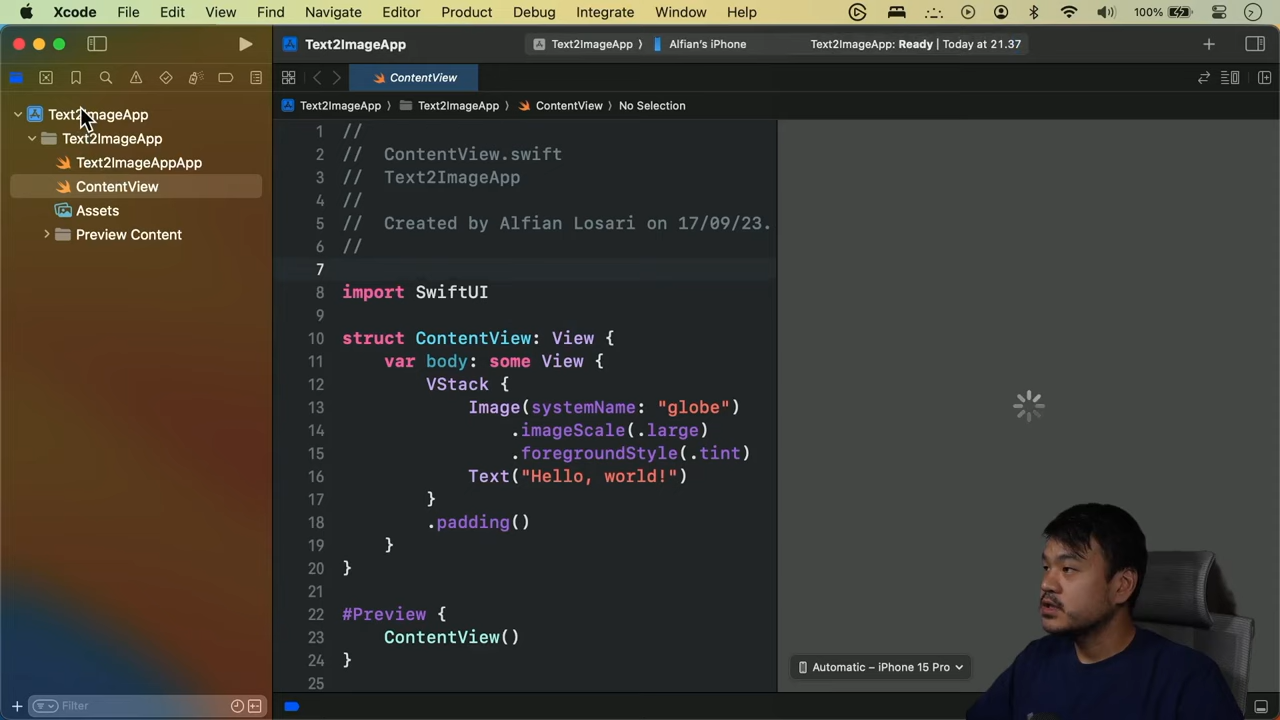 Xcode File Edit View Find Navigate Editor Product Debug Integrate Window Help 100%
Text2ImageApp Text2ImageApp Alfian's iPhone Text2ImageApp: Ready | Today at 21.37
ContentView
Text2ImageApp Text2ImageApp ContentView No Selection
Text2ImageApp
Text2ImageApp
Text2ImageAppApp
ContentView
Assets
Preview Content
1 //
2 // ContentView.swift
3 // Text2ImageApp
4 //
5 // Created by Alfian Losari on 17/09/23.
6 //
7
8 import SwiftUI
9
10 struct ContentView: View {
11 var body: some View {
12 VStack {
13 Image(systemName: "globe")
14 .imageScale(.large)
15 .foregroundStyle(.tint)
16 Text("Hello, world!")
17 }
18 .padding()
19 }
20 }
21
22 #Preview {
23 ContentView()
24 }
25
Automatic – iPhone 15 Pro
Filter